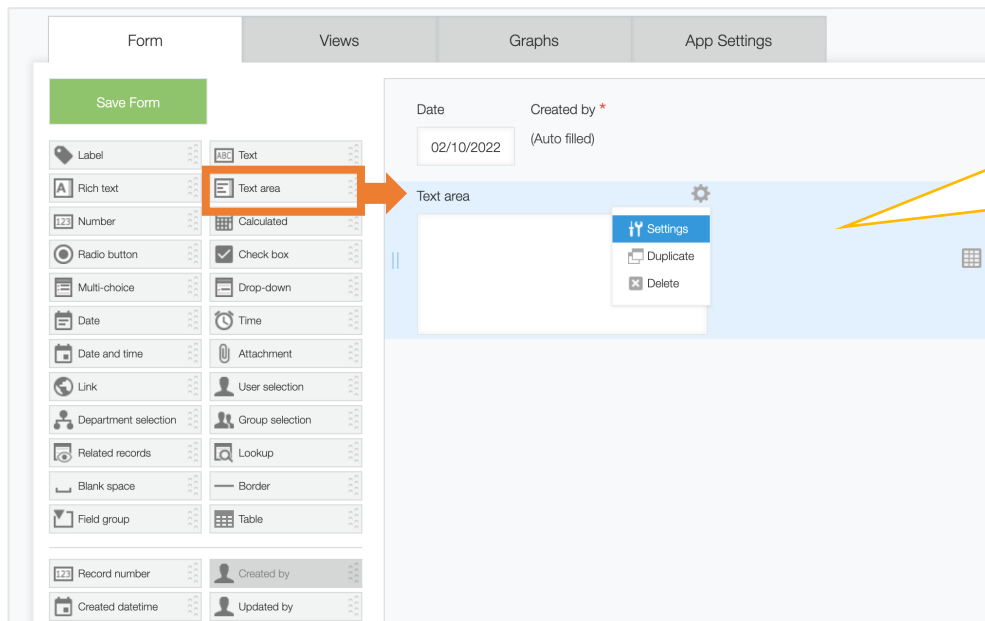 Form Views Graphs App Settings
Save Form
Label ABC Text
A Rich text Text area
123 Number Calculated
Radio button Check box
Multi-choice Drop-down
Date Time
Date and time Attachment
Link User selection
Department selection Group selection
Related records Lookup
Blank space Border
Field group Table
123 Record number Created by
Created datetime Updated by
Date Created by *
02/10/2022 (Auto filled)
Text area
Settings
Duplicate
Delete